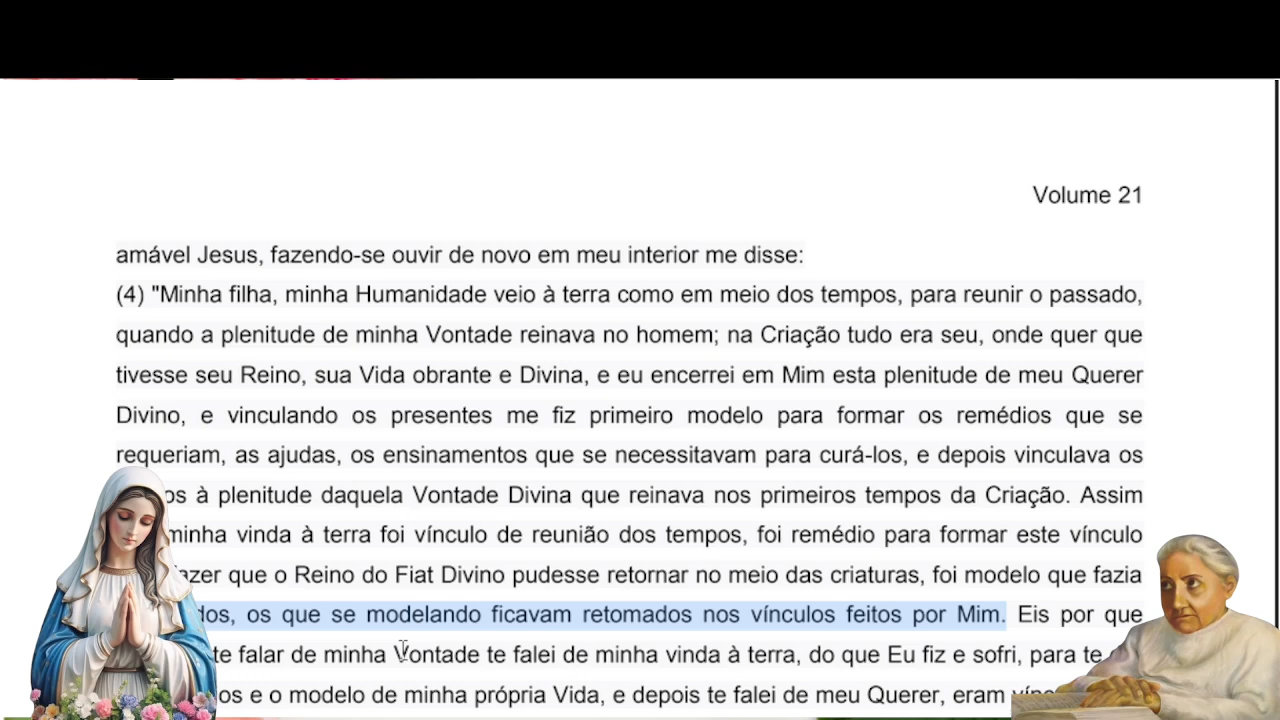 Volume 21
amável Jesus, fazendo-se ouvir de novo em meu interior me disse:
(4) "Minha filha, minha Humanidade veio à terra como em meio dos tempos, para reunir o passado,
quando a plenitude de minha Vontade reinava no homem; na Criação tudo era seu, onde quer que
tivesse seu Reino, sua Vida obrante e Divina, e eu encerrei em Mim esta plenitude de meu Querer
Divino, e vinculando os presentes me fiz primeiro modelo para formar os remédios que se
requeriam, as ajudas, os ensinamentos que se necessitavam para curá-los, e depois vinculava os
à plenitude daquela Vontade Divina que reinava nos primeiros tempos da Criação. Assim
minha vinda à terra foi vínculo de reunião dos tempos, foi remédio para formar este vínculo
fazer que o Reino do Fiat Divino pudesse retornar no meio das criaturas, foi modelo que fazia
os que se modelando ficavam retomados nos vínculos feitos por Mim. Eis por que
te falar de minha Vontade te falei de minha vinda à terra, do que Eu fiz e sofri, para te
e o modelo de minha própria Vida, e depois te falei de meu Querer, eram